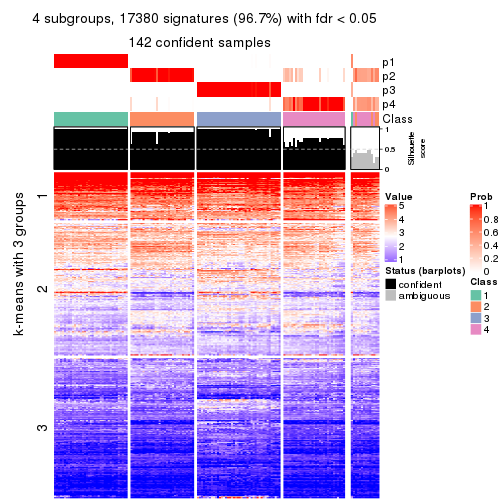 4 subgroups, 17380 signatures (96.7%) with fdr < 0.05
142 confident samples
p1
p2
p3
p4
Class
1
0.5
0
Silhouette
score
k-means with 3 groups
1
2
3
Value
5
4
3
2
1
Status (barplots)
confident
ambiguous
Prob
1
0.8
0.6
0.4
0.2
0
Class
1
2
3
4